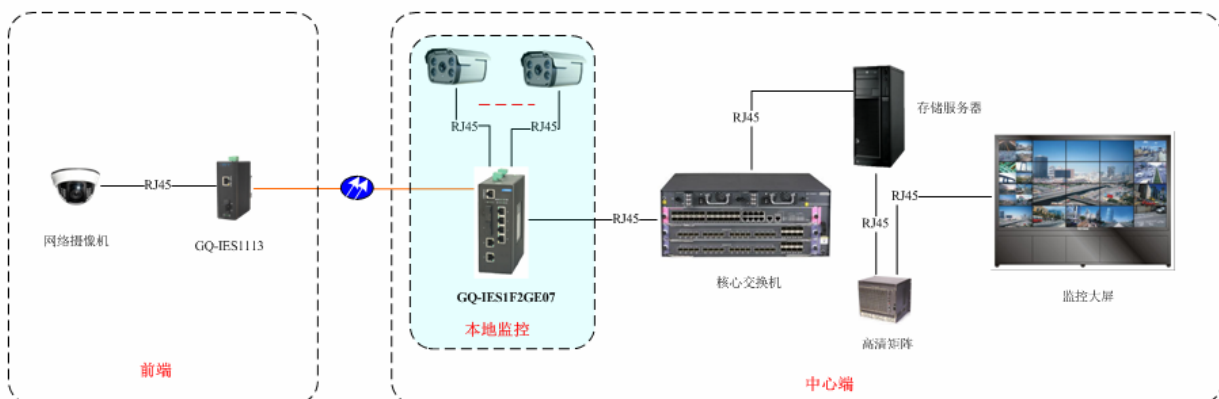 RJ45
RJ45
RJ45
存储服务器
RJ45
RJ45
RJ45
RJ45
网络摄像机
GQ-IES1113
GQ-IES1F2GE07
核心交换机
监控大屏
本地监控
高清矩阵
前端
中心端